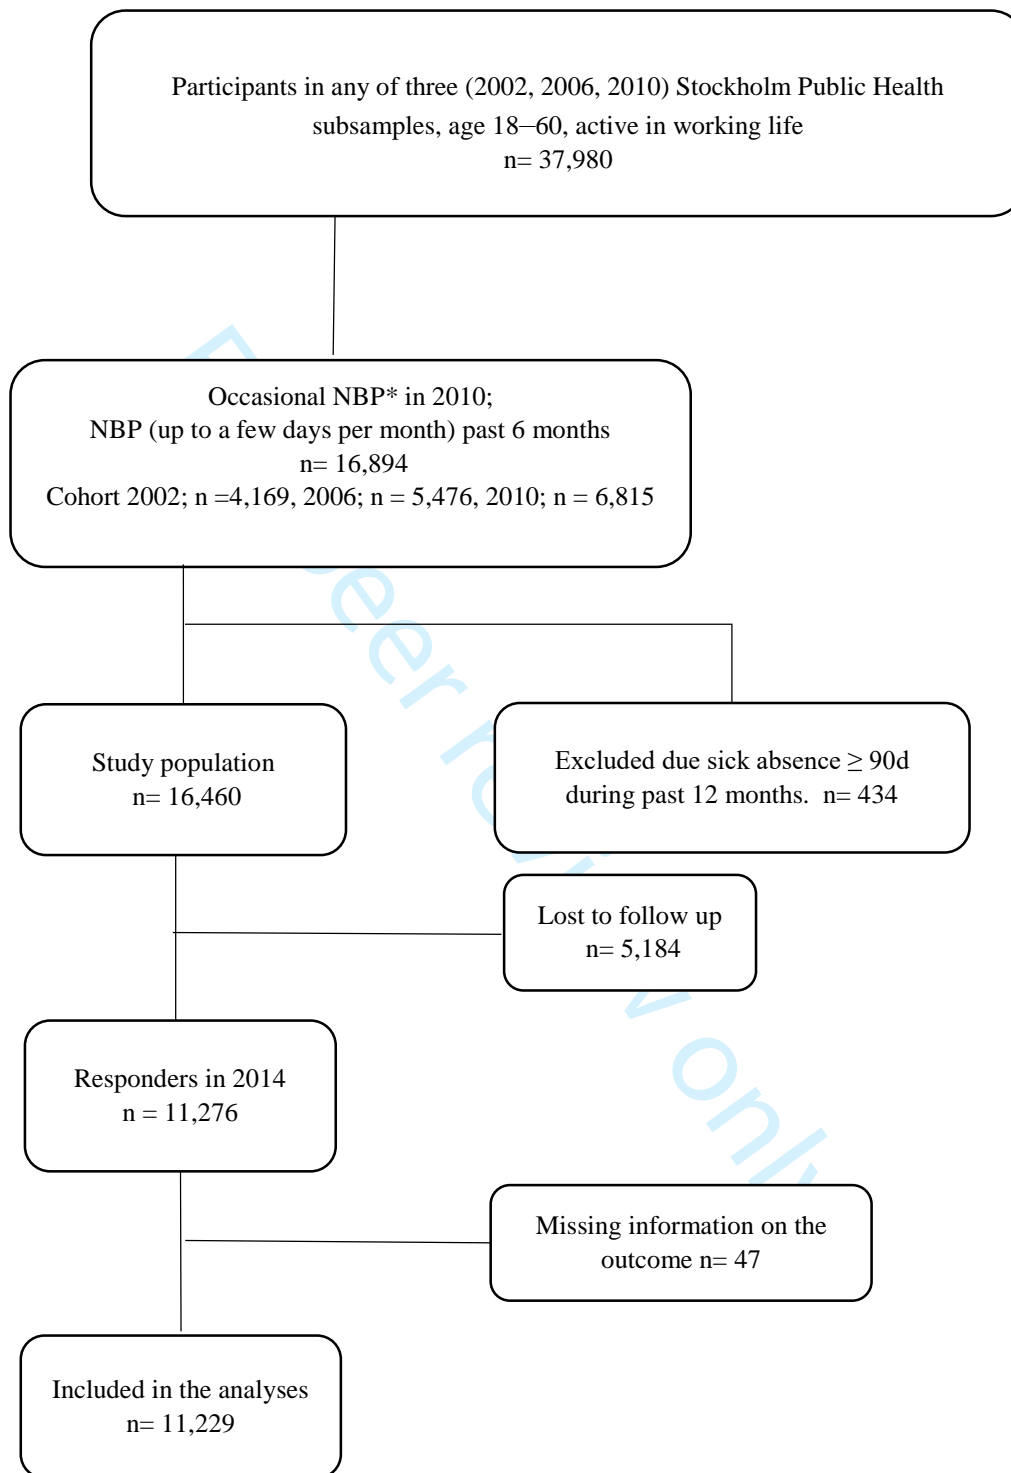 Participants in any of three (2002, 2006, 2010) Stockholm Public Health
subsamples, age 18–60, active in working life
n= 37,980
Occasional NBP* in 2010;
NBP (up to a few days per month) past 6 months
n= 16,894
Cohort 2002; n =4,169, 2006; n = 5,476, 2010; n = 6,815
Study population
n= 16,460
Excluded due sick absence ≥ 90d
during past 12 months.  n= 434
Lost to follow up
n= 5,184
Responders in 2014
n = 11,276
Missing information on the
outcome n= 47
Included in the analyses
n= 11,229
eer review only